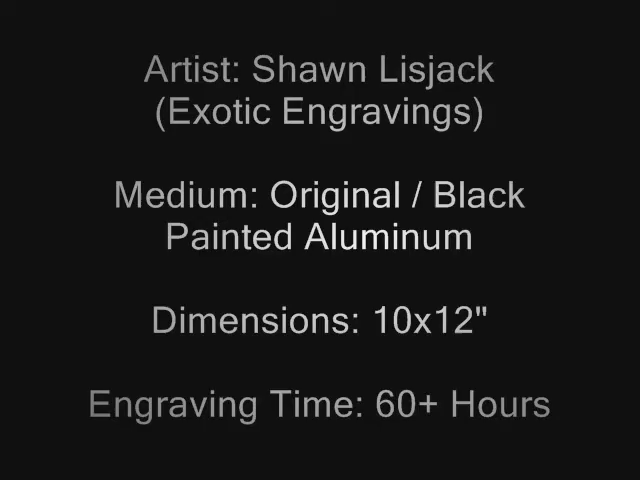 Artist: Shawn Lisjack
(Exotic Engravings)
Medium: Original / Black
Painted Aluminum
Dimensions: 10x12"
Engraving Time: 60+ Hours